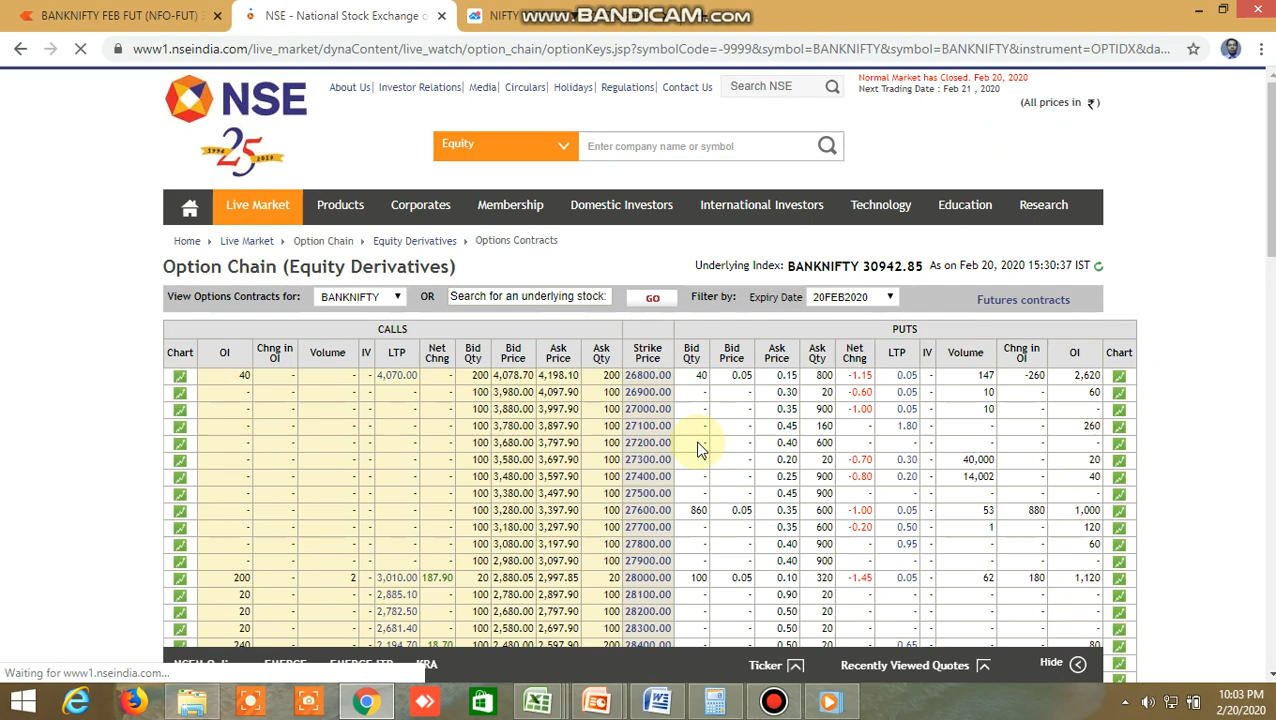 BANKNIFTY FEB FUT (NFO-FUT)
NSE - National Stock Exchange o
NIFTY
www.BANDICAM.com
www1.nseindia.com/live_market/dynaContent/live_watch/option_chain/optionKeys.jsp?symbolCode=-9999&symbol=BANKNIFTY&symbol=BANKNIFTY&instrument=OPTIDX&da...
NSE
25
About Us | Investor Relations | Media | Circulars | Holidays | Regulations | Contact Us
Search NSE
Normal Market has Closed. Feb 20, 2020
Next Trading Date : Feb 21 , 2020
(All prices in ₹)
Equity
Enter company name or symbol
Live Market Products Corporates Membership Domestic Investors International Investors Technology Education Research
Home Live Market Option Chain Equity Derivatives Options Contracts
Option Chain (Equity Derivatives)
Underlying Index: BANKNIFTY 30942.85 As on Feb 20, 2020 15:30:37 IST
View Options Contracts for: BANKNIFTY OR Search for an underlying stock: GO Filter by: Expiry Date 20FEB2020 Futures contracts
CALLS PUTS
Chart OI Chng in OI Volume IV LTP Net Chng Bid Qty Bid Price Ask Price Ask Qty Strike Price Bid Qty Bid Price Ask Price Ask Qty Net Chng LTP IV Volume Chng in OI OI Chart
40 - - - 4,070.00 - 200 4,078.70 4,198.10 200 26800.00 40 0.05 0.15 800 -1.15 0.05 - 147 -260 2,620
- - - - - - 100 3,980.00 4,097.90 100 26900.00 - - 0.30 20 -0.60 0.05 - 10 - 60
- - - - - - 100 3,880.00 3,997.90 100 27000.00 - - 0.35 900 -1.00 0.05 - 10 - -
- - - - - - 100 3,780.00 3,897.90 100 27100.00 - - 0.45 160 - 1.80 - - - 260
- - - - - - 100 3,680.00 3,797.90 100 27200.00 - - 0.40 600 - - - - - -
- - - - - - 100 3,580.00 3,697.90 100 27300.00 - - 0.20 20 -0.70 0.30 - 40,000 - 20
- - - - - - 100 3,480.00 3,597.90 100 27400.00 - - 0.25 900 -0.80 0.20 - 14,002 - 40
- - - - - - 100 3,380.00 3,497.90 100 27500.00 - - 0.45 900 - - - - - -
- - - - - - 100 3,280.00 3,397.90 100 27600.00 860 0.05 0.35 600 -1.00 0.05 - 53 880 1,000
- - - - - - 100 3,180.00 3,297.90 100 27700.00 - - 0.35 600 -0.20 0.50 - 1 - 120
- - - - - - 100 3,080.00 3,197.90 100 27800.00 - - 0.40 900 - 0.95 - - - 60
- - - - - - 100 2,980.00 3,097.90 100 27900.00 - - 0.40 900 - - - - - -
200 - 2 - 3,010.00 187.90 20 2,880.05 2,997.85 20 28000.00 100 0.05 0.10 320 -1.45 0.05 - 62 180 1,120
20 - - - 2,885.10 - 100 2,780.00 2,897.90 100 28100.00 - - 0.90 20 - - - - - -
20 - - - 2,782.50 - 100 2,680.00 2,797.90 100 28200.00 - - 0.50 20 - - - - - -
20 - - - 2,681.40 - 100 2,580.00 2,697.90 100 28300.00 - - 0.50 20 - - - - - -
240 - - - 2,194.70 18.70 100 2,480.00 2,597.90 100 28400.00 - - 0.50 20 - 0.65 - - - 80
KRA
Ticker
Recently Viewed Quotes
Hide
Waiting for www1.nseindia.com...
10:03 PM
2/20/2020